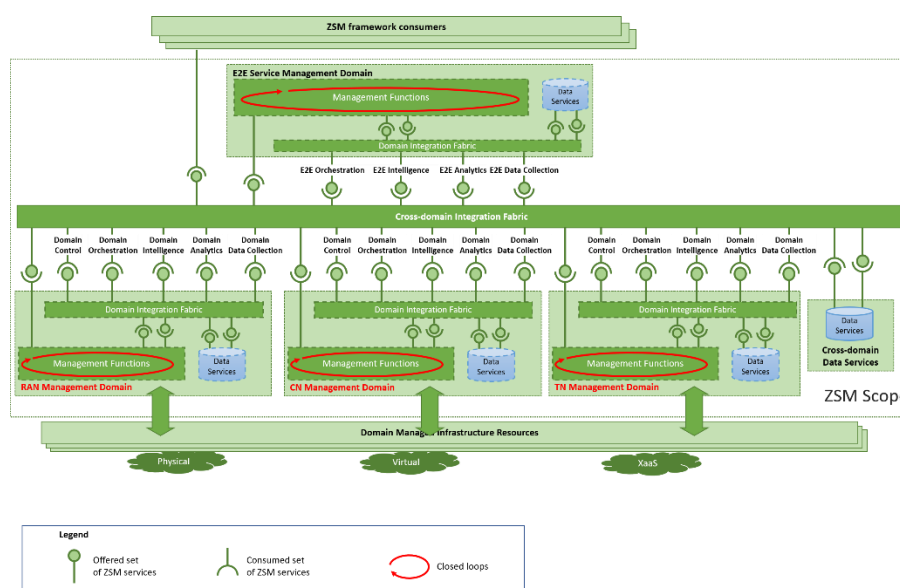 ZSM framework consumers
E2E Service Management Domain
Management Functions
Data
Services
Domain Integration Fabric
E2E Orchestration E2E Intelligence E2E Analytics E2E Data Collection
Cross-domain Integration Fabric
Domain Domain Domain Domain Domain
Control Orchestration Intelligence Analytics Data Collection
Domain Domain Domain Domain Domain
Control Orchestration Intelligence Analytics Data Collection
Domain Domain Domain Domain Domain
Control Orchestration Intelligence Analytics Data Collection
Domain Integration Fabric
Domain Integration Fabric
Domain Integration Fabric
Data
Services
Cross-domain
Data Services
Management Functions
Data
Services
RAN Management Domain
Management Functions
Data
Services
CN Management Domain
Management Functions
Data
Services
TN Management Domain
ZSM Scope
Domain Managed Infrastructure Resources
Physical
Virtual
XaaS
Legend
Offered set
of ZSM services
Consumed set
of ZSM services
Closed loops